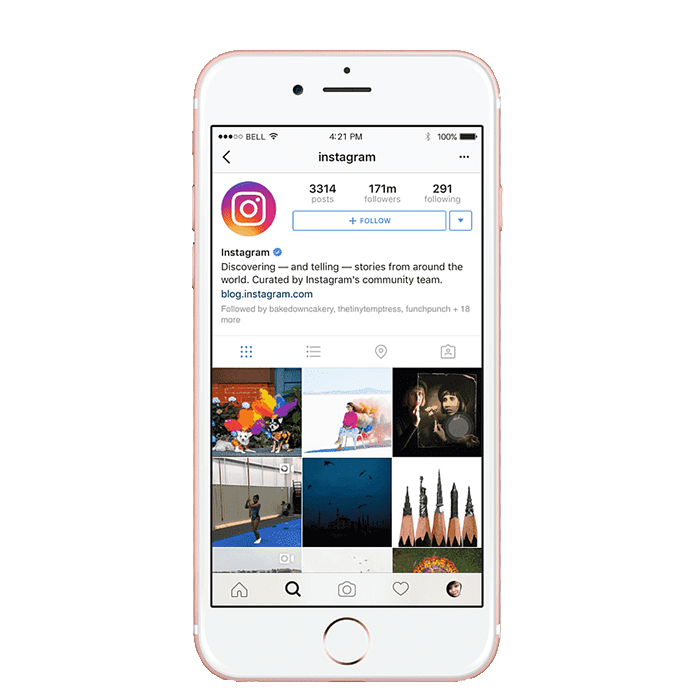 BELL 4:21 PM 100%
instagram
3314 171m 291
posts followers following
+ FOLLOW
Instagram
Discovering — and telling — stories from around the
world. Curated by Instagram's community team.
blog.instagram.com
Followed by bakedowncakery, thetinytemptress, funchpunch + 18
more